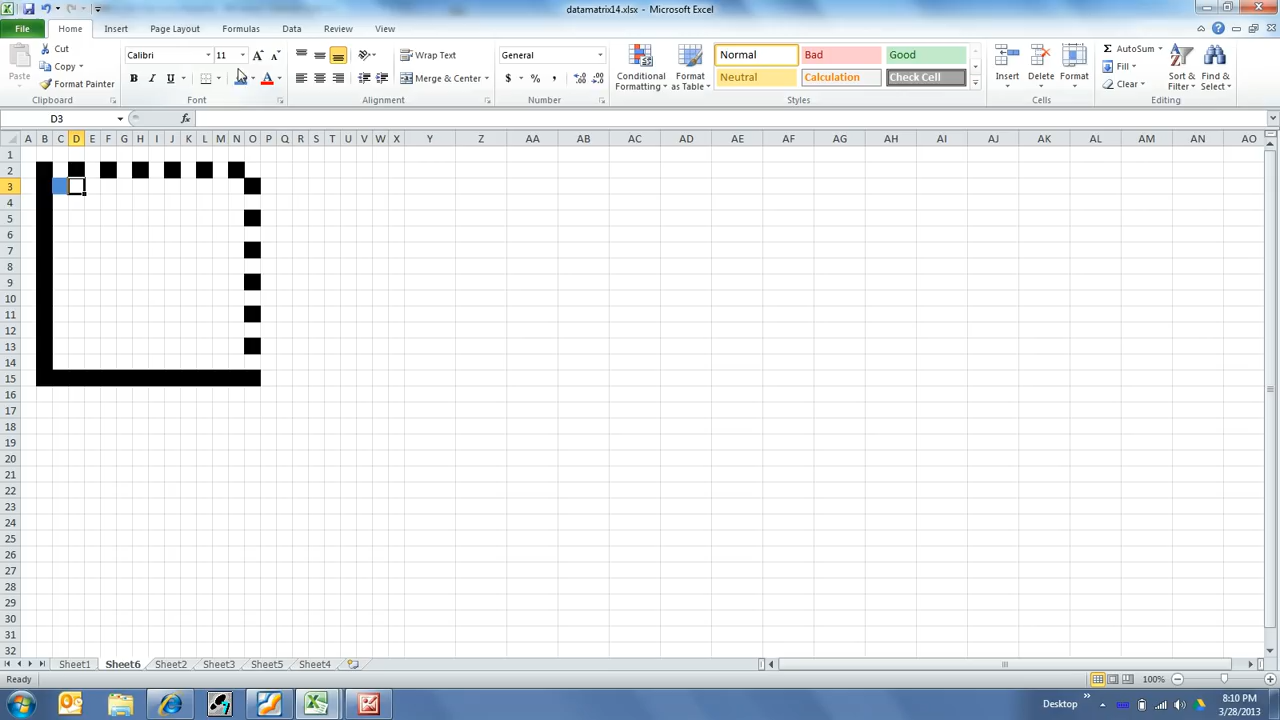 datamatrix14.xlsx - Microsoft Excel
File Home Insert Page Layout Formulas Data Review View
Paste Cut Copy Format Painter Clipboard
Calibri 11 A A B I U A Font
Wrap Text Merge & Center Alignment
General $ % , .0 .00 .00 .0 Number
Conditional Formatting Format as Table Normal Bad Good Neutral Calculation Check Cell Styles
Insert Delete Format Cells
Σ AutoSum Fill Clear Sort & Filter Find & Select Editing
D3 fx
A B C D E F G H I J K L M N O P Q R S T U V W X Y Z AA AB AC AD AE AF AG AH AI AJ AK AL AM AN AO
1
2
3
4
5
6
7
8
9
10
11
12
13
14
15
16
17
18
19
20
21
22
23
24
25
26
27
28
29
30
31
32
Sheet1 Sheet6 Sheet2 Sheet3 Sheet5 Sheet4
Ready 100%
Desktop » 8:10 PM
3/28/2013